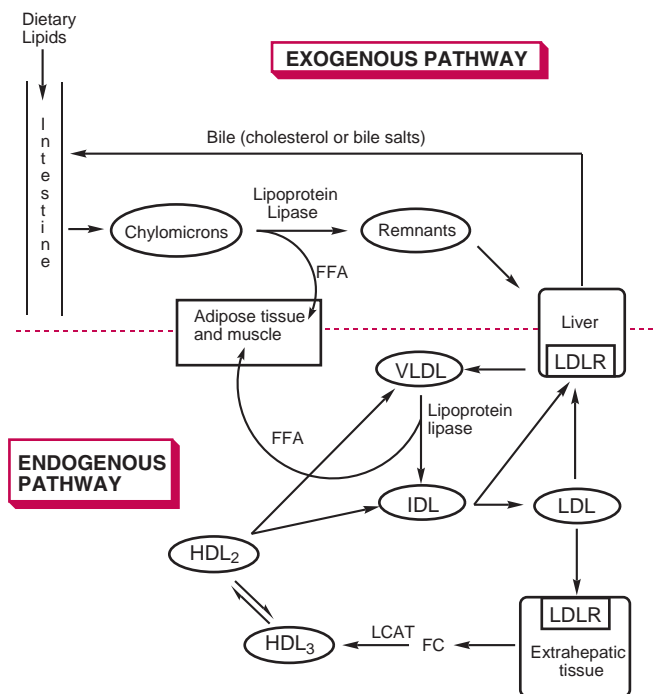 Dietary
Lipids
EXOGENOUS PATHWAY
Intestine
Bile (cholesterol or bile salts)
Lipoprotein
Lipase
Chylomicrons
Remnants
FFA
Adipose tissue
and muscle
Liver
LDLR
VLDL
Lipoprotein
lipase
FFA
ENDOGENOUS
PATHWAY
IDL
LDL
HDL₂
LDLR
HDL₃
LCAT
FC
Extrahepatic
tissue